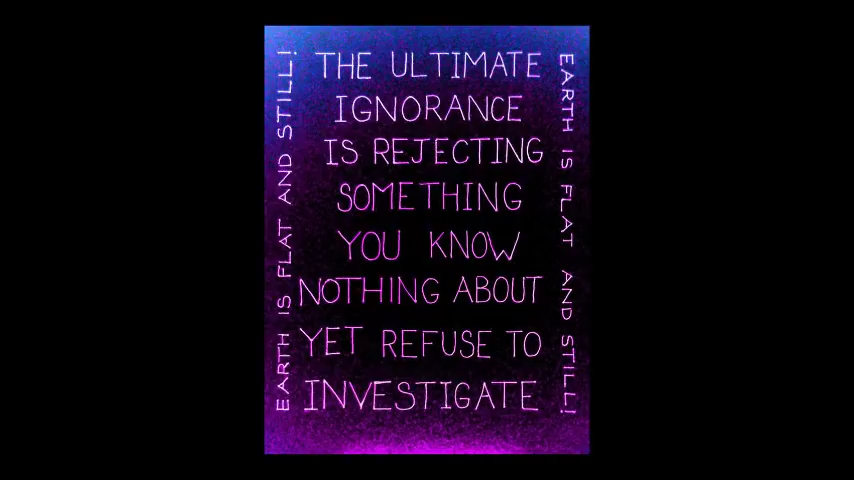 THE ULTIMATE
IGNORANCE
IS REJECTING
SOMETHING
YOU KNOW
NOTHING ABOUT
YET REFUSE TO
INVESTIGATE
EARTH IS FLAT AND STILL!
EARTH IS FLAT AND STILL!